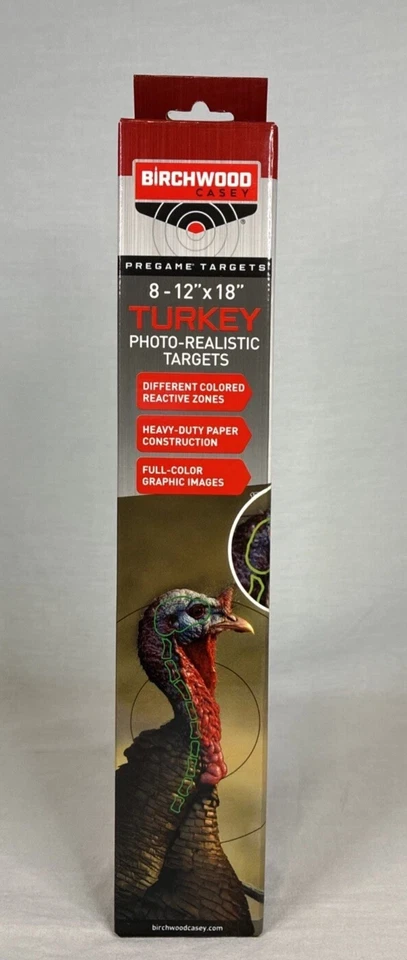 BIRCHWOOD
CASEY
PREGAME® TARGETS
8-12"x18"
TURKEY
PHOTO-REALISTIC
TARGETS
DIFFERENT COLORED
REACTIVE ZONES
HEAVY-DUTY PAPER
CONSTRUCTION
FULL-COLOR
GRAPHIC IMAGES
birchwoodcasey.com